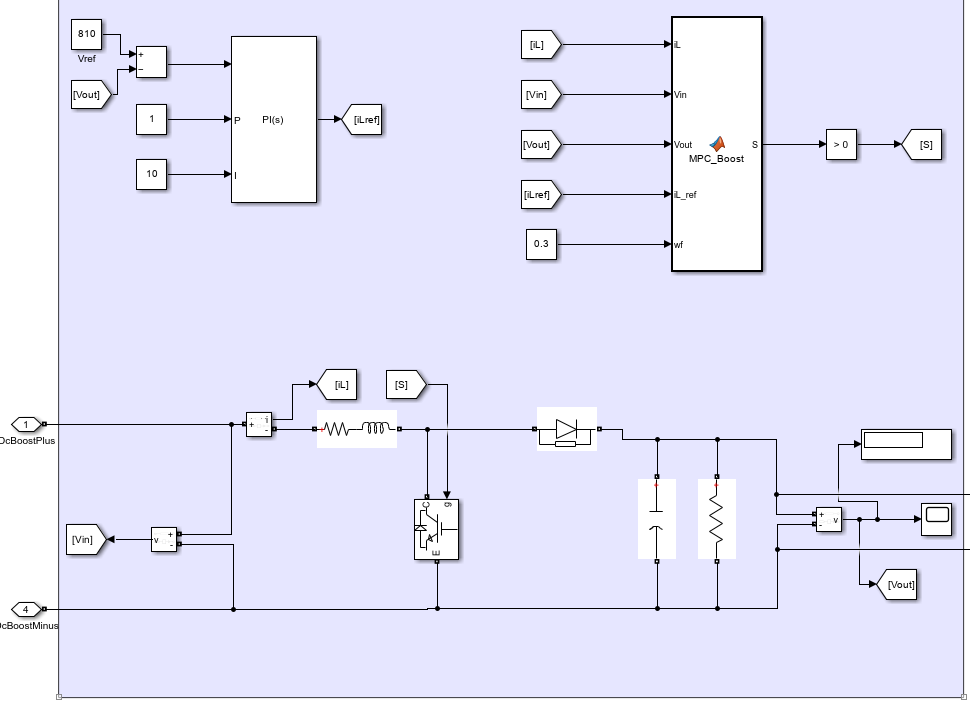 810
Vref
+
−
[Vout]
1
P
PI(s)
[iLref]
10
I
[iL]
iL
[Vin]
Vin
[Vout]
Vout
S
MPC_Boost
> 0
[S]
[iLref]
iL_ref
0.3
wf
[iL]
[S]
1
DcBoostPlus
+
i
-
C
g
E
[Vin]
v
+
-
+
+
+
-
v
[Vout]
4
DcBoostMinus